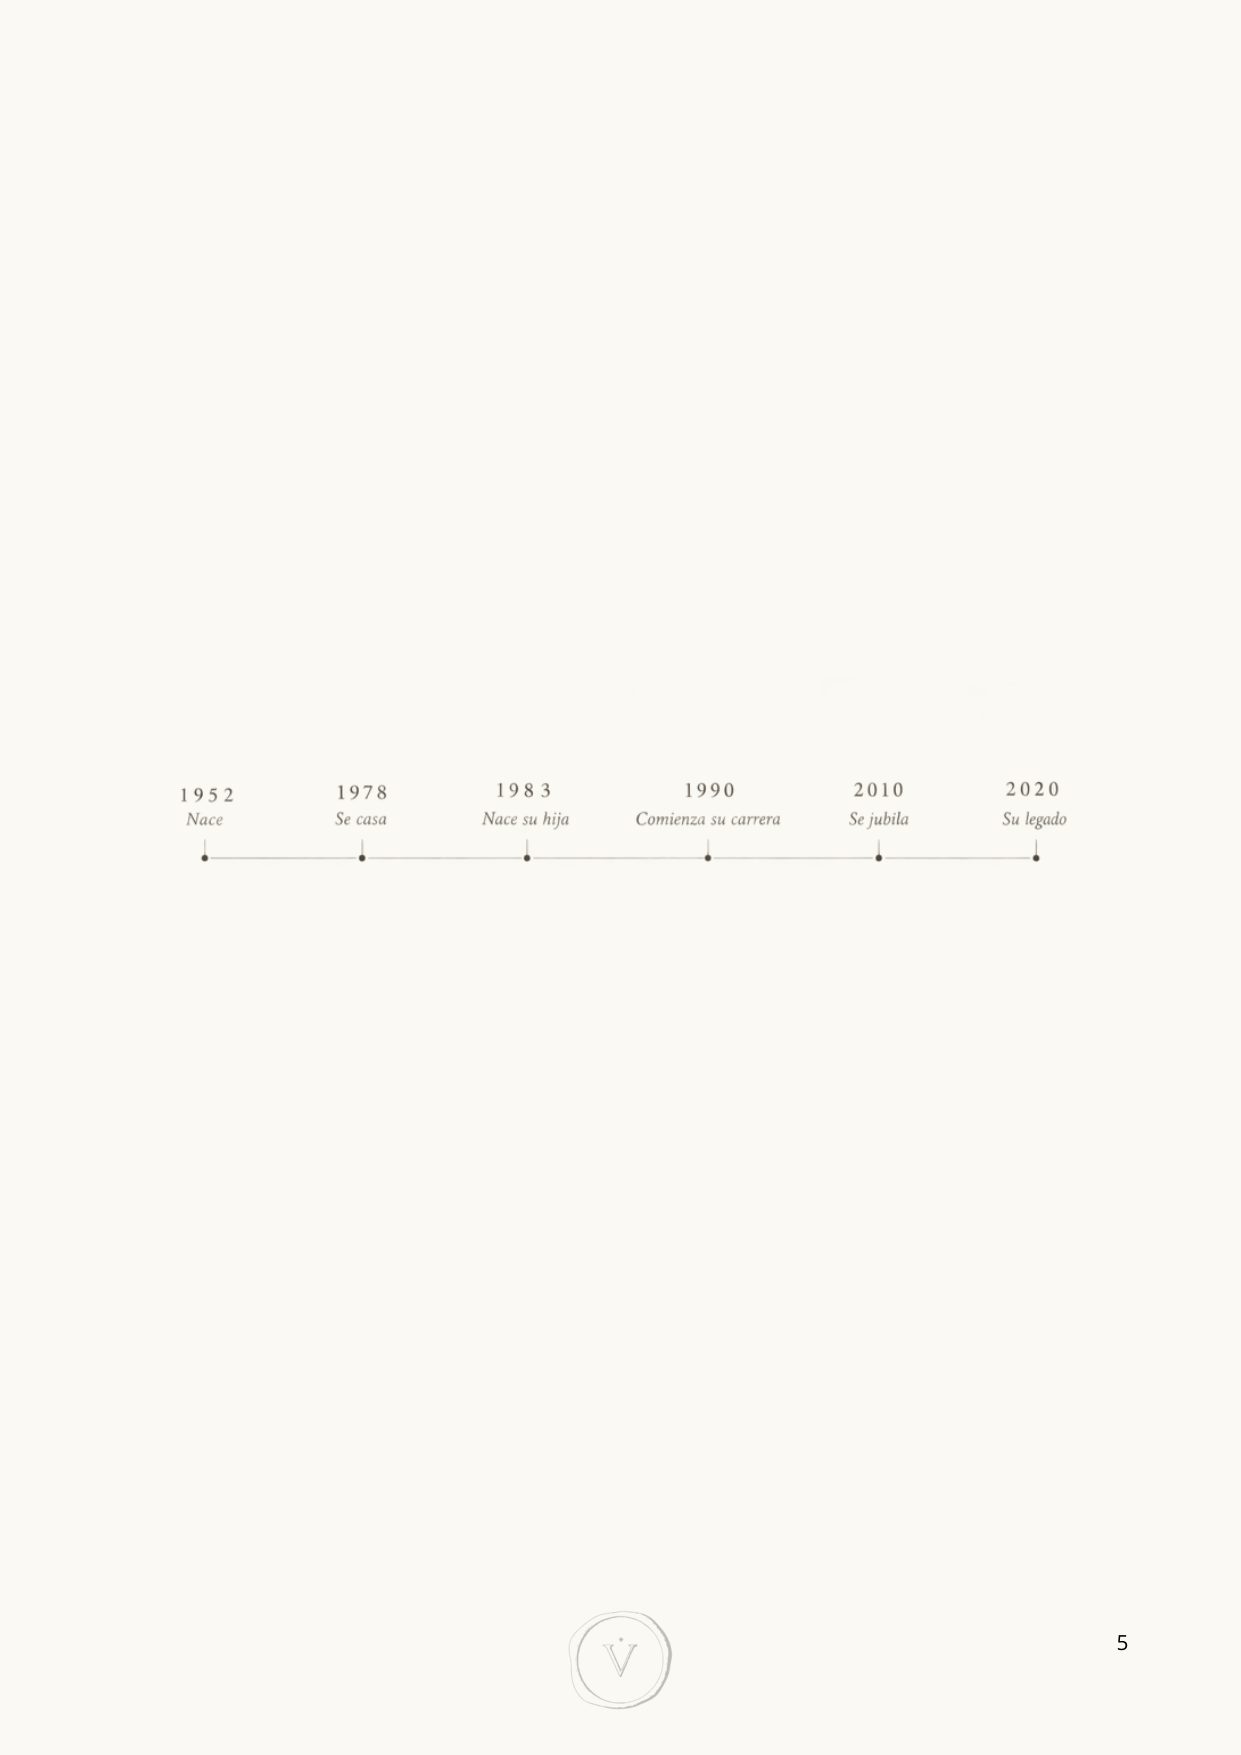 1952 1978 1983 1990 2010 2020
Nace Se casa Nace su hija Comienza su carrera Se jubila Su legado
V
5